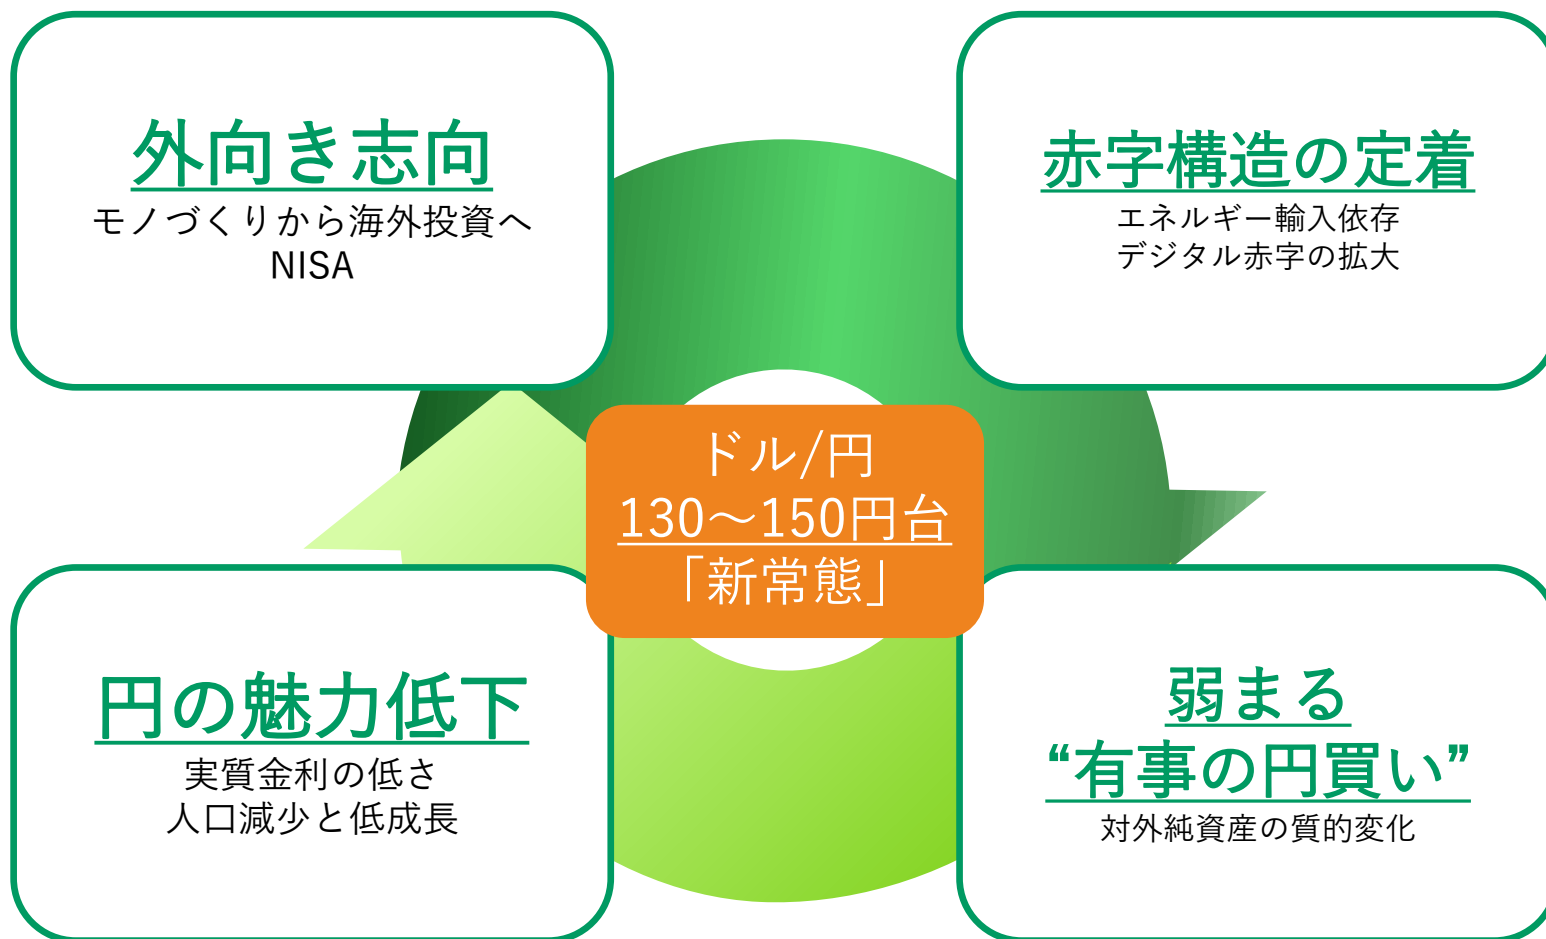 外向き志向
モノづくりから海外投資へ
NISA
赤字構造の定着
エネルギー輸入依存
デジタル赤字の拡大
ドル/円
130～150円台
「新常態」
円の魅力低下
実質金利の低さ
人口減少と低成長
弱まる
“有事の円買い”
対外純資産の質的変化